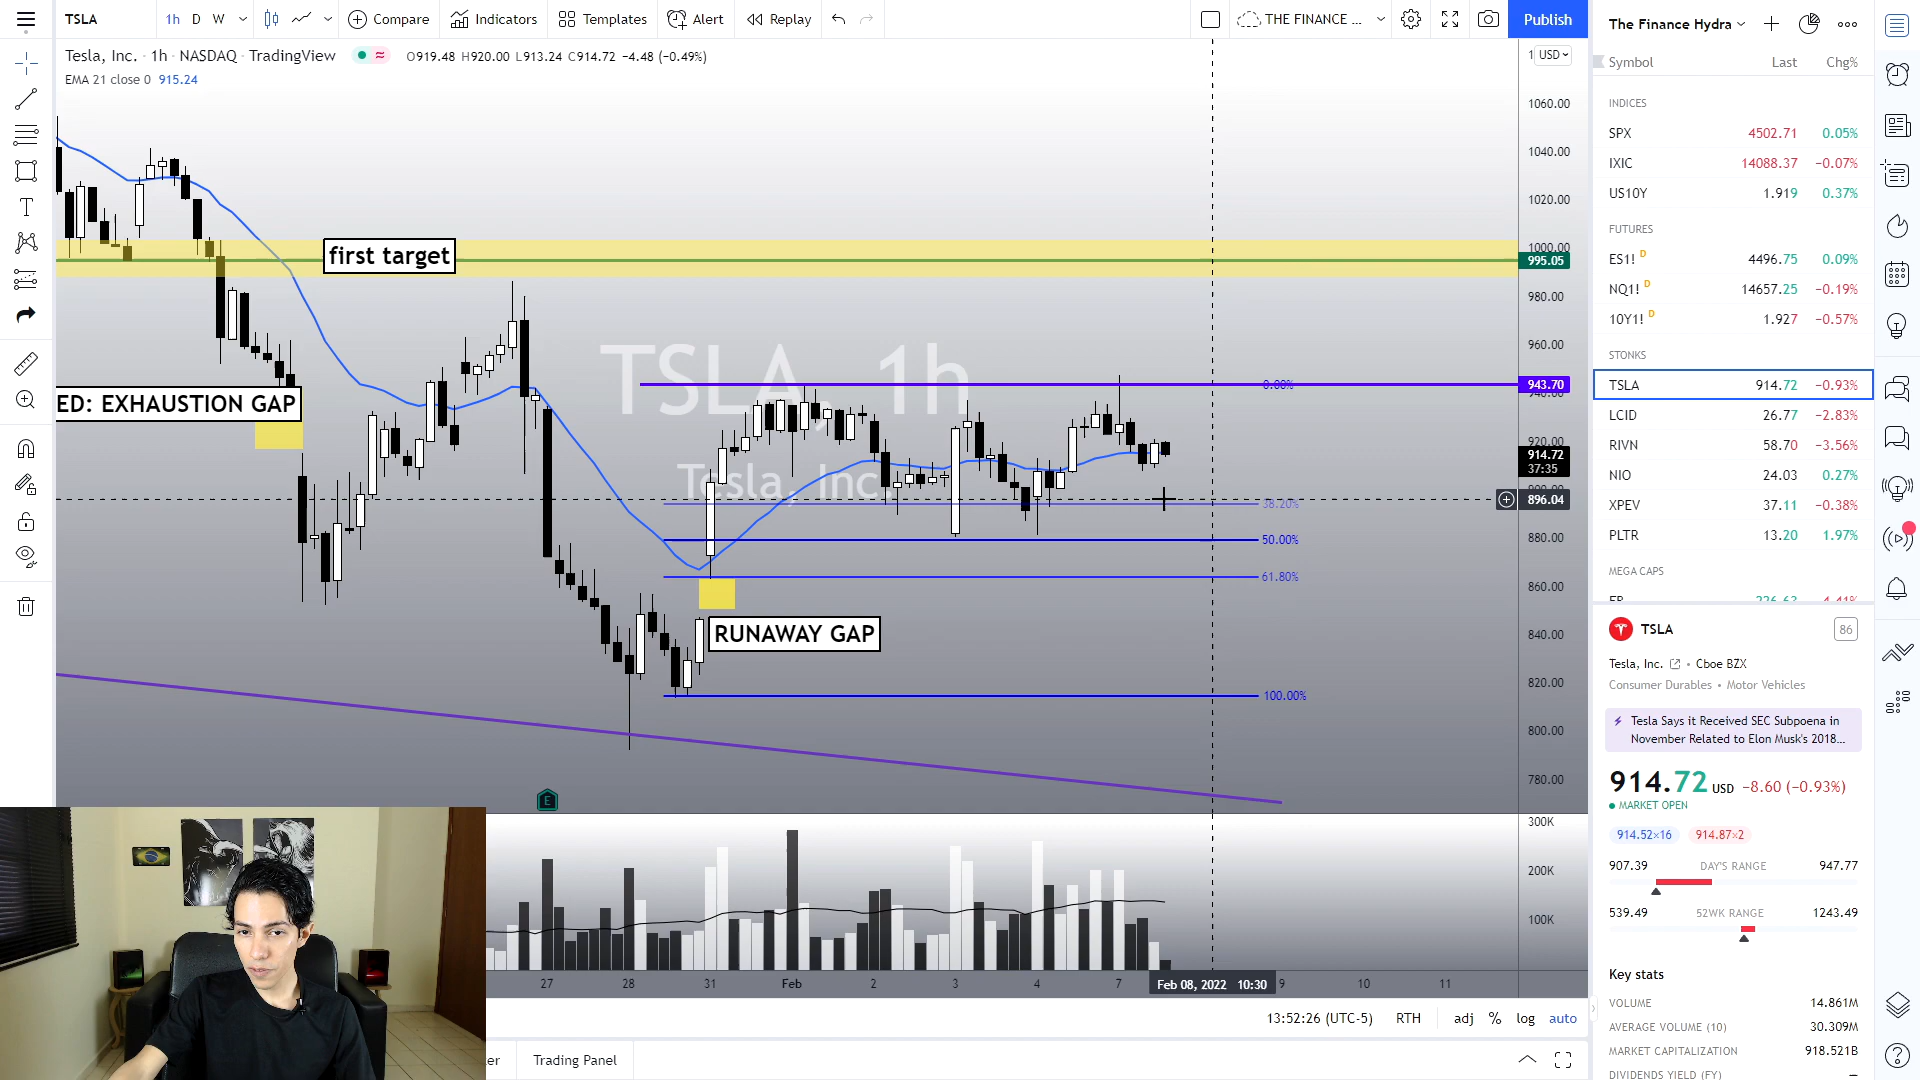 TSLA
1h D W
Compare
Indicators
Templates
Alert
Replay
THE FINANCE ...
Publish
Tesla, Inc. · 1h · NASDAQ · TradingView
O919.48 H920.00 L913.24 C914.72 −4.48 (−0.49%)
EMA 21 close 0 915.24
USD
1060.00
1040.00
1020.00
1000.00
995.05
980.00
960.00
943.70
940.00
920.00
914.72
37:35
896.04
880.00
860.00
840.00
820.00
800.00
780.00
first target
ED: EXHAUSTION GAP
TSLA, 1h
Tesla, Inc.
0.00%
38.20%
50.00%
61.80%
RUNAWAY GAP
100.00%
E
300K
200K
100K
27 28 31 Feb 2 3 4 7
Feb 08, 2022 10:30
9 10 11
13:52:26 (UTC-5)
RTH
adj % log auto
er
Trading Panel
The Finance Hydra
Symbol Last Chg%
INDICES
SPX 4502.71 0.05%
IXIC 14088.37 −0.07%
US10Y 1.919 0.37%
FUTURES
ES1! D 4496.75 0.09%
NQ1! D 14657.25 −0.19%
10Y1! D 1.927 −0.57%
STONKS
TSLA 914.72 −0.93%
LCID 26.77 −2.83%
RIVN 58.70 −3.56%
NIO 24.03 0.27%
XPEV 37.11 −0.38%
PLTR 13.20 1.97%
MEGA CAPS
TSLA
86
Tesla, Inc. • Cboe BZX
Consumer Durables • Motor Vehicles
Tesla Says it Received SEC Subpoena in
November Related to Elon Musk's 2018...
914.72 USD −8.60 (−0.93%)
MARKET OPEN
914.52×16 914.87×2
907.39 DAY'S RANGE 947.77
539.49 52WK RANGE 1243.49
Key stats
VOLUME 14.861M
AVERAGE VOLUME (10) 30.309M
MARKET CAPITALIZATION 918.521B
DIVIDENDS YIELD (FY) —